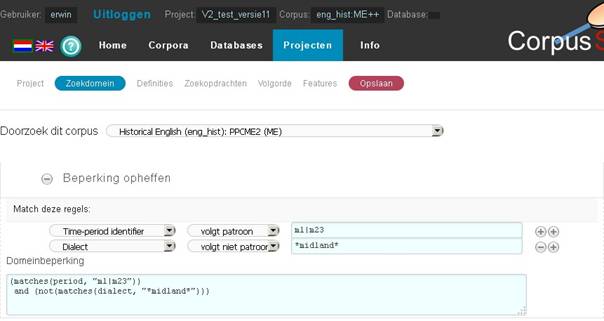 Gebruiker: erwin Uitloggen Project: V2_test_versie11 Corpus: eng_hist:ME++ Database:
Home Corpora Databases Projecten Info
Corpus
Project Zoekdomein Definities Zoekopdrachten Volgorde Features Opslaan
Doorzoek dit corpus Historical English (eng_hist): PPCME2 (ME)
Beperking opheffen
Match deze regels:
Time-period identifier volgt patroon m1|m23
Dialect volgt niet patroon *midland*
Domeinbeperking
(matches(period, "m1|m23"))
and (not(matches(dialect, "*midland*")))